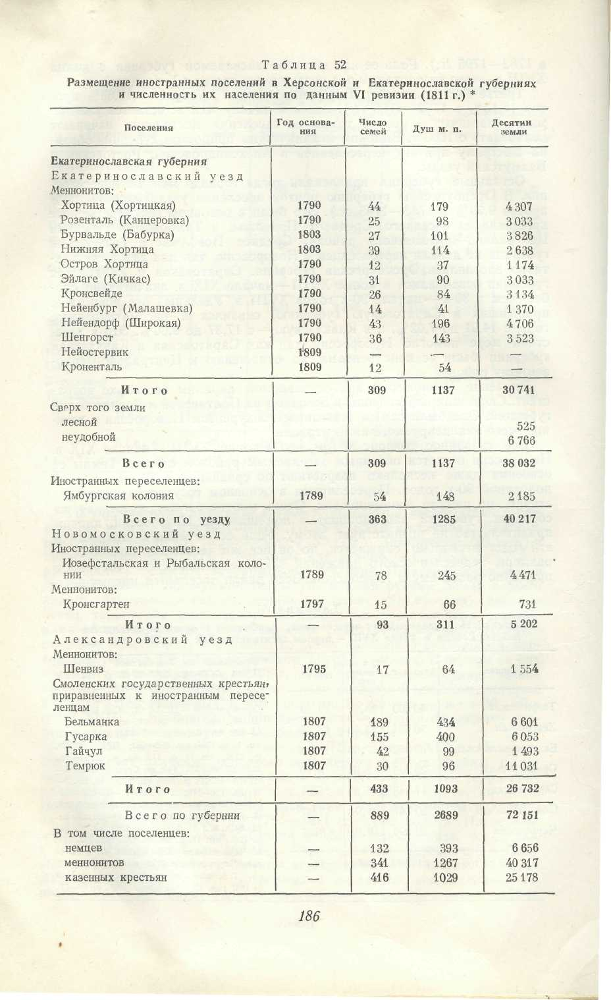 Таблица 52
Размещение иностранных поселений в Херсонской и Екатеринославской губерниях
и численность их населения по данным VI ревизии (1811 г.) *
Поселения Год основа- Число семей Душ м. п. Десятин земли
ния
Екатеринославская губерния
Екатеринославский уезд
Меннонитов:
Хортица (Хортицкая) 1790 44 179 4 307
Розенталь (Канцеровка) 1790 25 98 3 033
Бурвальде (Бабурка) 1803 27 101 3 826
Нижняя Хортица 1803 39 114 2 638
Остров Хортица 1790 12 37 1 174
Эйлаге (Кичкас) 1790 31 90 3 033
Кронсвейде 1790 26 84 3 134
Нейенбург (Малашевка) 1790 14 41 1 370
Нейендорф (Широкая) 1790 43 196 4 706
Шенгорст 1790 36 143 3 523
Нейостервик 1809 — — —
Кроненталь 1809 12 54 —
Итого — 309 1137 30 741
Сверх того земли
лесной 525
неудобной 6 766
Всего — 309 1137 38 032
Иностранных переселенцев:
Ямбургская колония 1789 54 148 2 185
Всего по уезду — 363 1285 40 217
Новомосковский уезд
Иностранных переселенцев:
Иозефстальская и Рыбальская коло-
нии 1789 78 245 4 471
Меннонитов:
Кронсгартен 1797 15 66 731
Итого — 93 311 5 202
Александровский уезд
Меннонитов:
Шенвиз 1795 17 64 1 554
Смоленских государственных крестьян,
приравненных к иностранным пересе-
ленцам
Бельманка 1807 189 434 6 601
Гусарка 1807 155 400 6 053
Гайчул 1807 42 99 1 493
Темрюк 1807 30 96 11 031
Итого — 433 1093 26 732
Всего по губернии — 889 2689 72 151
В том числе поселенцев:
немцев — 132 393 6 656
меннонитов — 341 1267 40 317
казенных крестьян — 416 1029 25 178
186